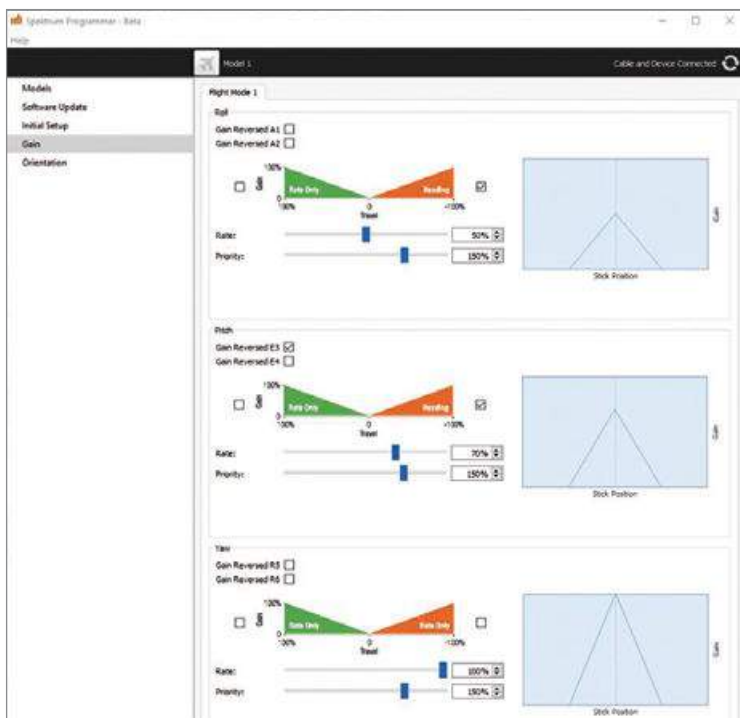 Spektrum Programmer - Beta
Help
Model 1
Cable and Device Connected
Models
Software Update
Initial Setup
Gain
Orientation
Flight Mode 1
Roll
Gain Reversed A1
Gain Reversed A2
Gain
100%
0
Rate Only
Heading
100%
0
-100%
Travel
Rate:
50%
Priority:
150%
Gain
Stick Position
Pitch
Gain Reversed E3
Gain Reversed E4
Gain
100%
0
Rate Only
Heading
100%
0
-100%
Travel
Rate:
70%
Priority:
150%
Gain
Stick Position
Yaw
Gain Reversed R5
Gain Reversed R6
Gain
100%
0
Rate Only
Rate Only
100%
0
-100%
Travel
Rate:
100%
Priority:
150%
Gain
Stick Position